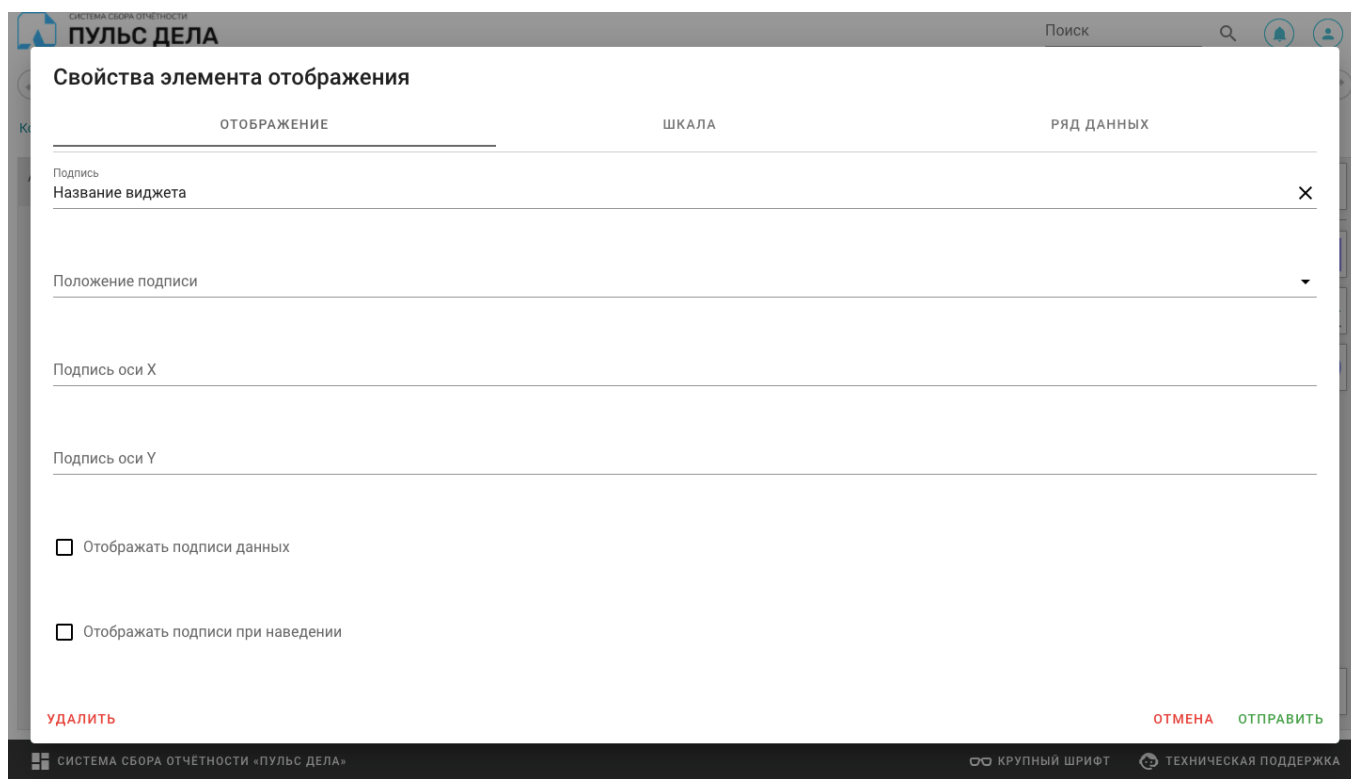 СИСТЕМА СБОРА ОТЧЁТНОСТИ
ПУЛЬС ДЕЛА
Поиск
Свойства элемента отображения
ОТОБРАЖЕНИЕ
ШКАЛА
РЯД ДАННЫХ
Подпись
Название виджета
Положение подписи
Подпись оси X
Подпись оси Y
Отображать подписи данных
Отображать подписи при наведении
УДАЛИТЬ
ОТМЕНА
ОТПРАВИТЬ
СИСТЕМА СБОРА ОТЧЁТНОСТИ «ПУЛЬС ДЕЛА»
КРУПНЫЙ ШРИФТ
ТЕХНИЧЕСКАЯ ПОДДЕРЖКА